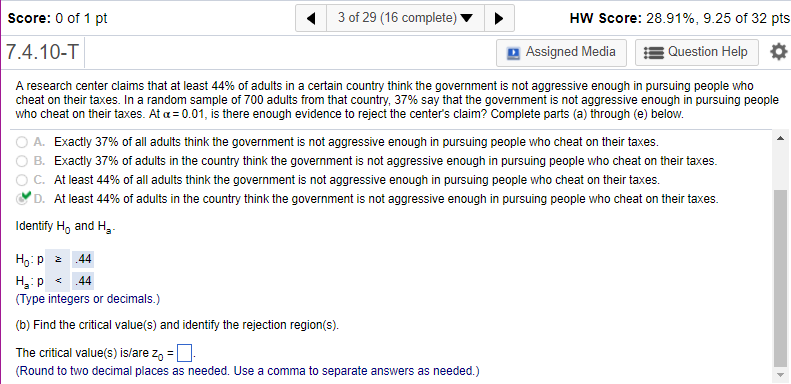 Score: 0 of 1 pt
3 of 29 (16 complete)
HW Score: 28.91%, 9.25 of 32 pts
7.4.10-T
Assigned Media
Question Help
A research center claims that at least 44% of adults in a certain country think the government is not aggressive enough in pursuing people who
cheat on their taxes. In a random sample of 700 adults from that country, 37% say that the government is not aggressive enough in pursuing people
who cheat on their taxes. At α = 0.01, is there enough evidence to reject the center's claim? Complete parts (a) through (e) below.
A. Exactly 37% of all adults think the government is not aggressive enough in pursuing people who cheat on their taxes.
B. Exactly 37% of adults in the country think the government is not aggressive enough in pursuing people who cheat on their taxes.
C. At least 44% of all adults think the government is not aggressive enough in pursuing people who cheat on their taxes.
D. At least 44% of adults in the country think the government is not aggressive enough in pursuing people who cheat on their taxes.
Identify H₀ and Hₐ.
H₀: p ≥ .44
Hₐ: p < .44
(Type integers or decimals.)
(b) Find the critical value(s) and identify the rejection region(s).
The critical value(s) is/are z₀ = .
(Round to two decimal places as needed. Use a comma to separate answers as needed.)